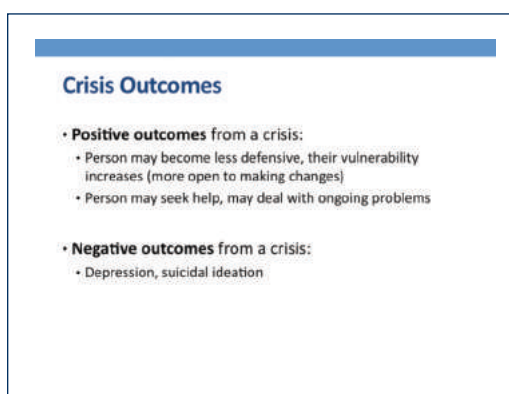 Crisis Outcomes
• Positive outcomes from a crisis:
• Person may become less defensive, their vulnerability
increases (more open to making changes)
• Person may seek help, may deal with ongoing problems
• Negative outcomes from a crisis:
• Depression, suicidal ideation